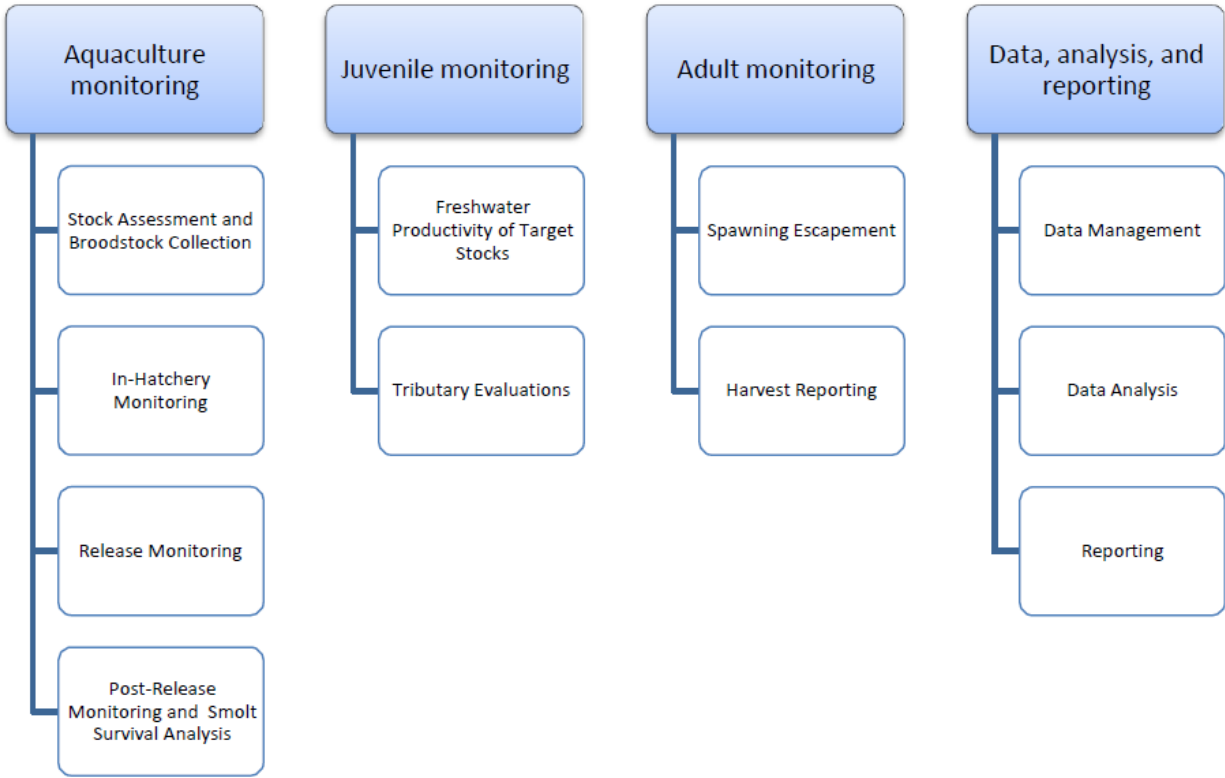 Aquaculture
monitoring
Stock Assessment and
Broodstock Collection
In-Hatchery
Monitoring
Release Monitoring
Post-Release
Monitoring and Smolt
Survival Analysis
Juvenile monitoring
Freshwater
Productivity of Target
Stocks
Tributary Evaluations
Adult monitoring
Spawning Escapement
Harvest Reporting
Data, analysis, and
reporting
Data Management
Data Analysis
Reporting